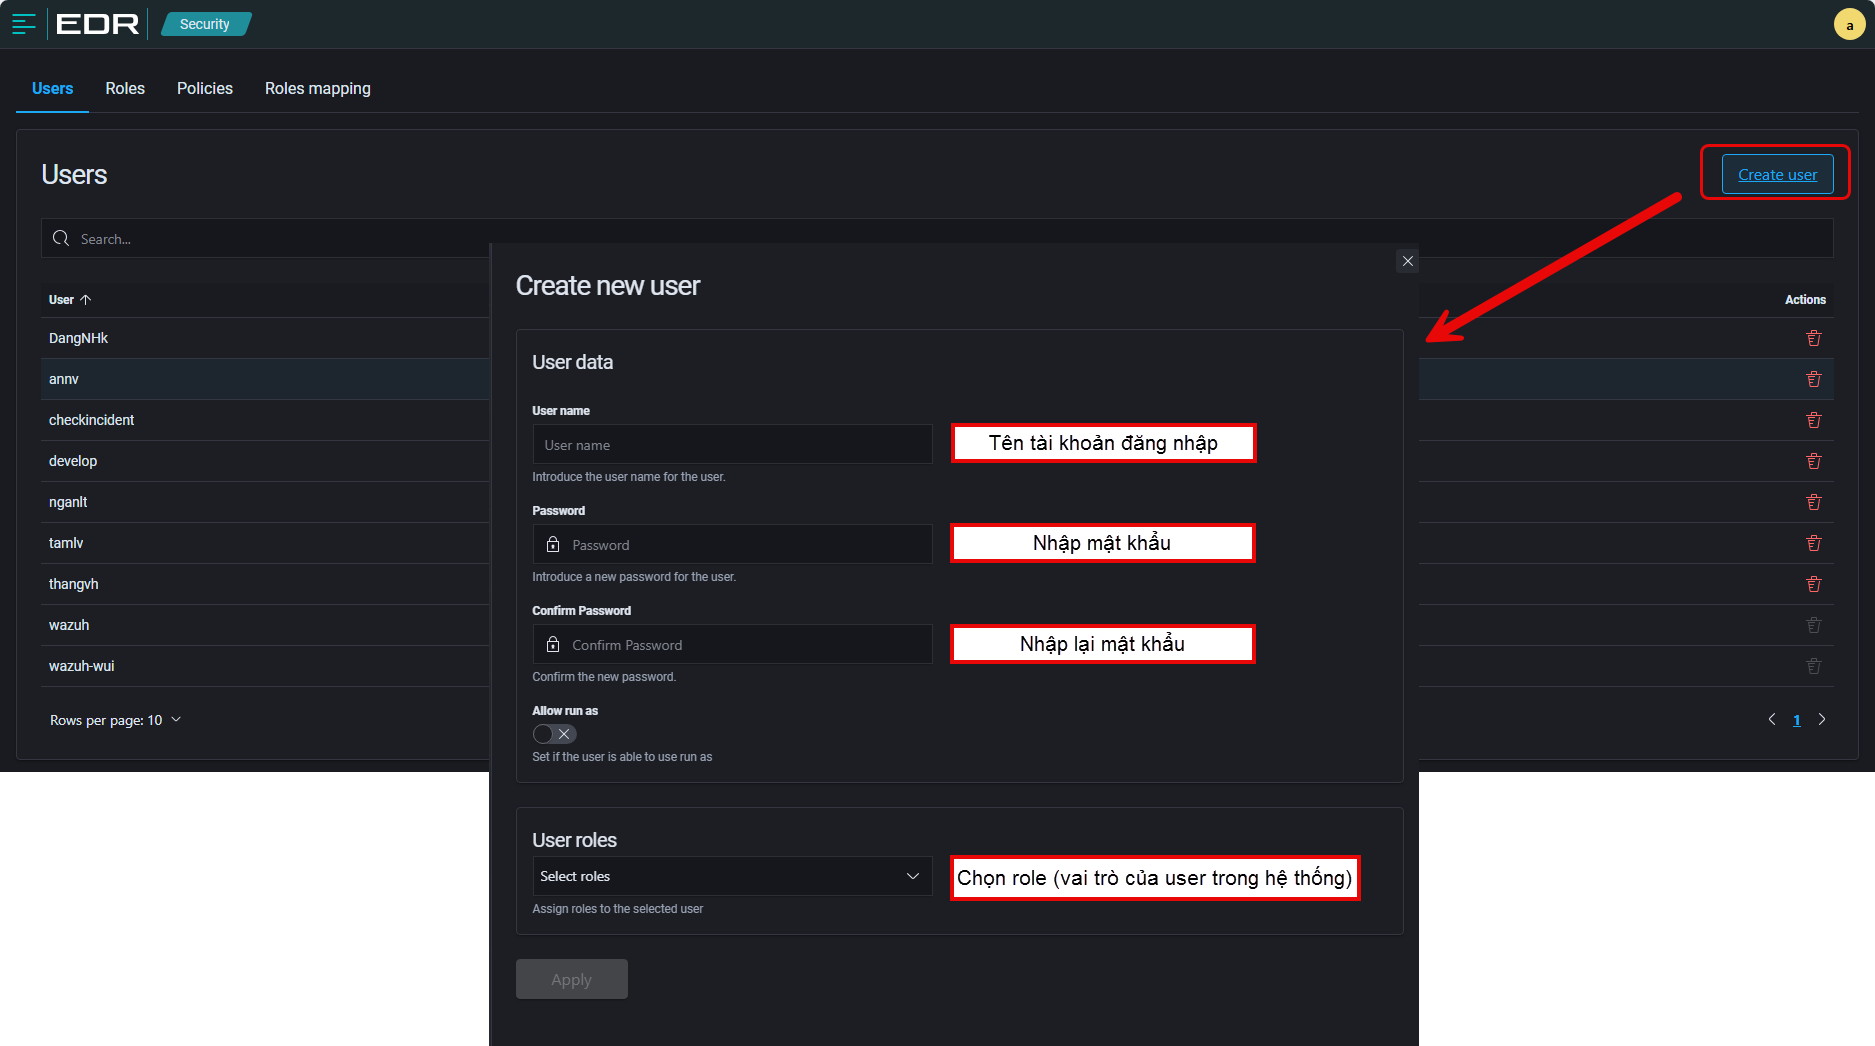 EDR
Security
a
Users
Roles
Policies
Roles mapping
Users
Create user
Search...
User
Actions
DangNHk
annv
checkincident
develop
nganlt
tamlv
thangvh
wazuh
wazuh-wui
Rows per page: 10
1
Create new user
User data
User name
User name
Tên tài khoản đăng nhập
Introduce the user name for the user.
Password
Password
Nhập mật khẩu
Introduce a new password for the user.
Confirm Password
Confirm Password
Nhập lại mật khẩu
Confirm the new password.
Allow run as
Set if the user is able to use run as
User roles
Select roles
Chọn role (vai trò của user trong hệ thống)
Assign roles to the selected user
Apply